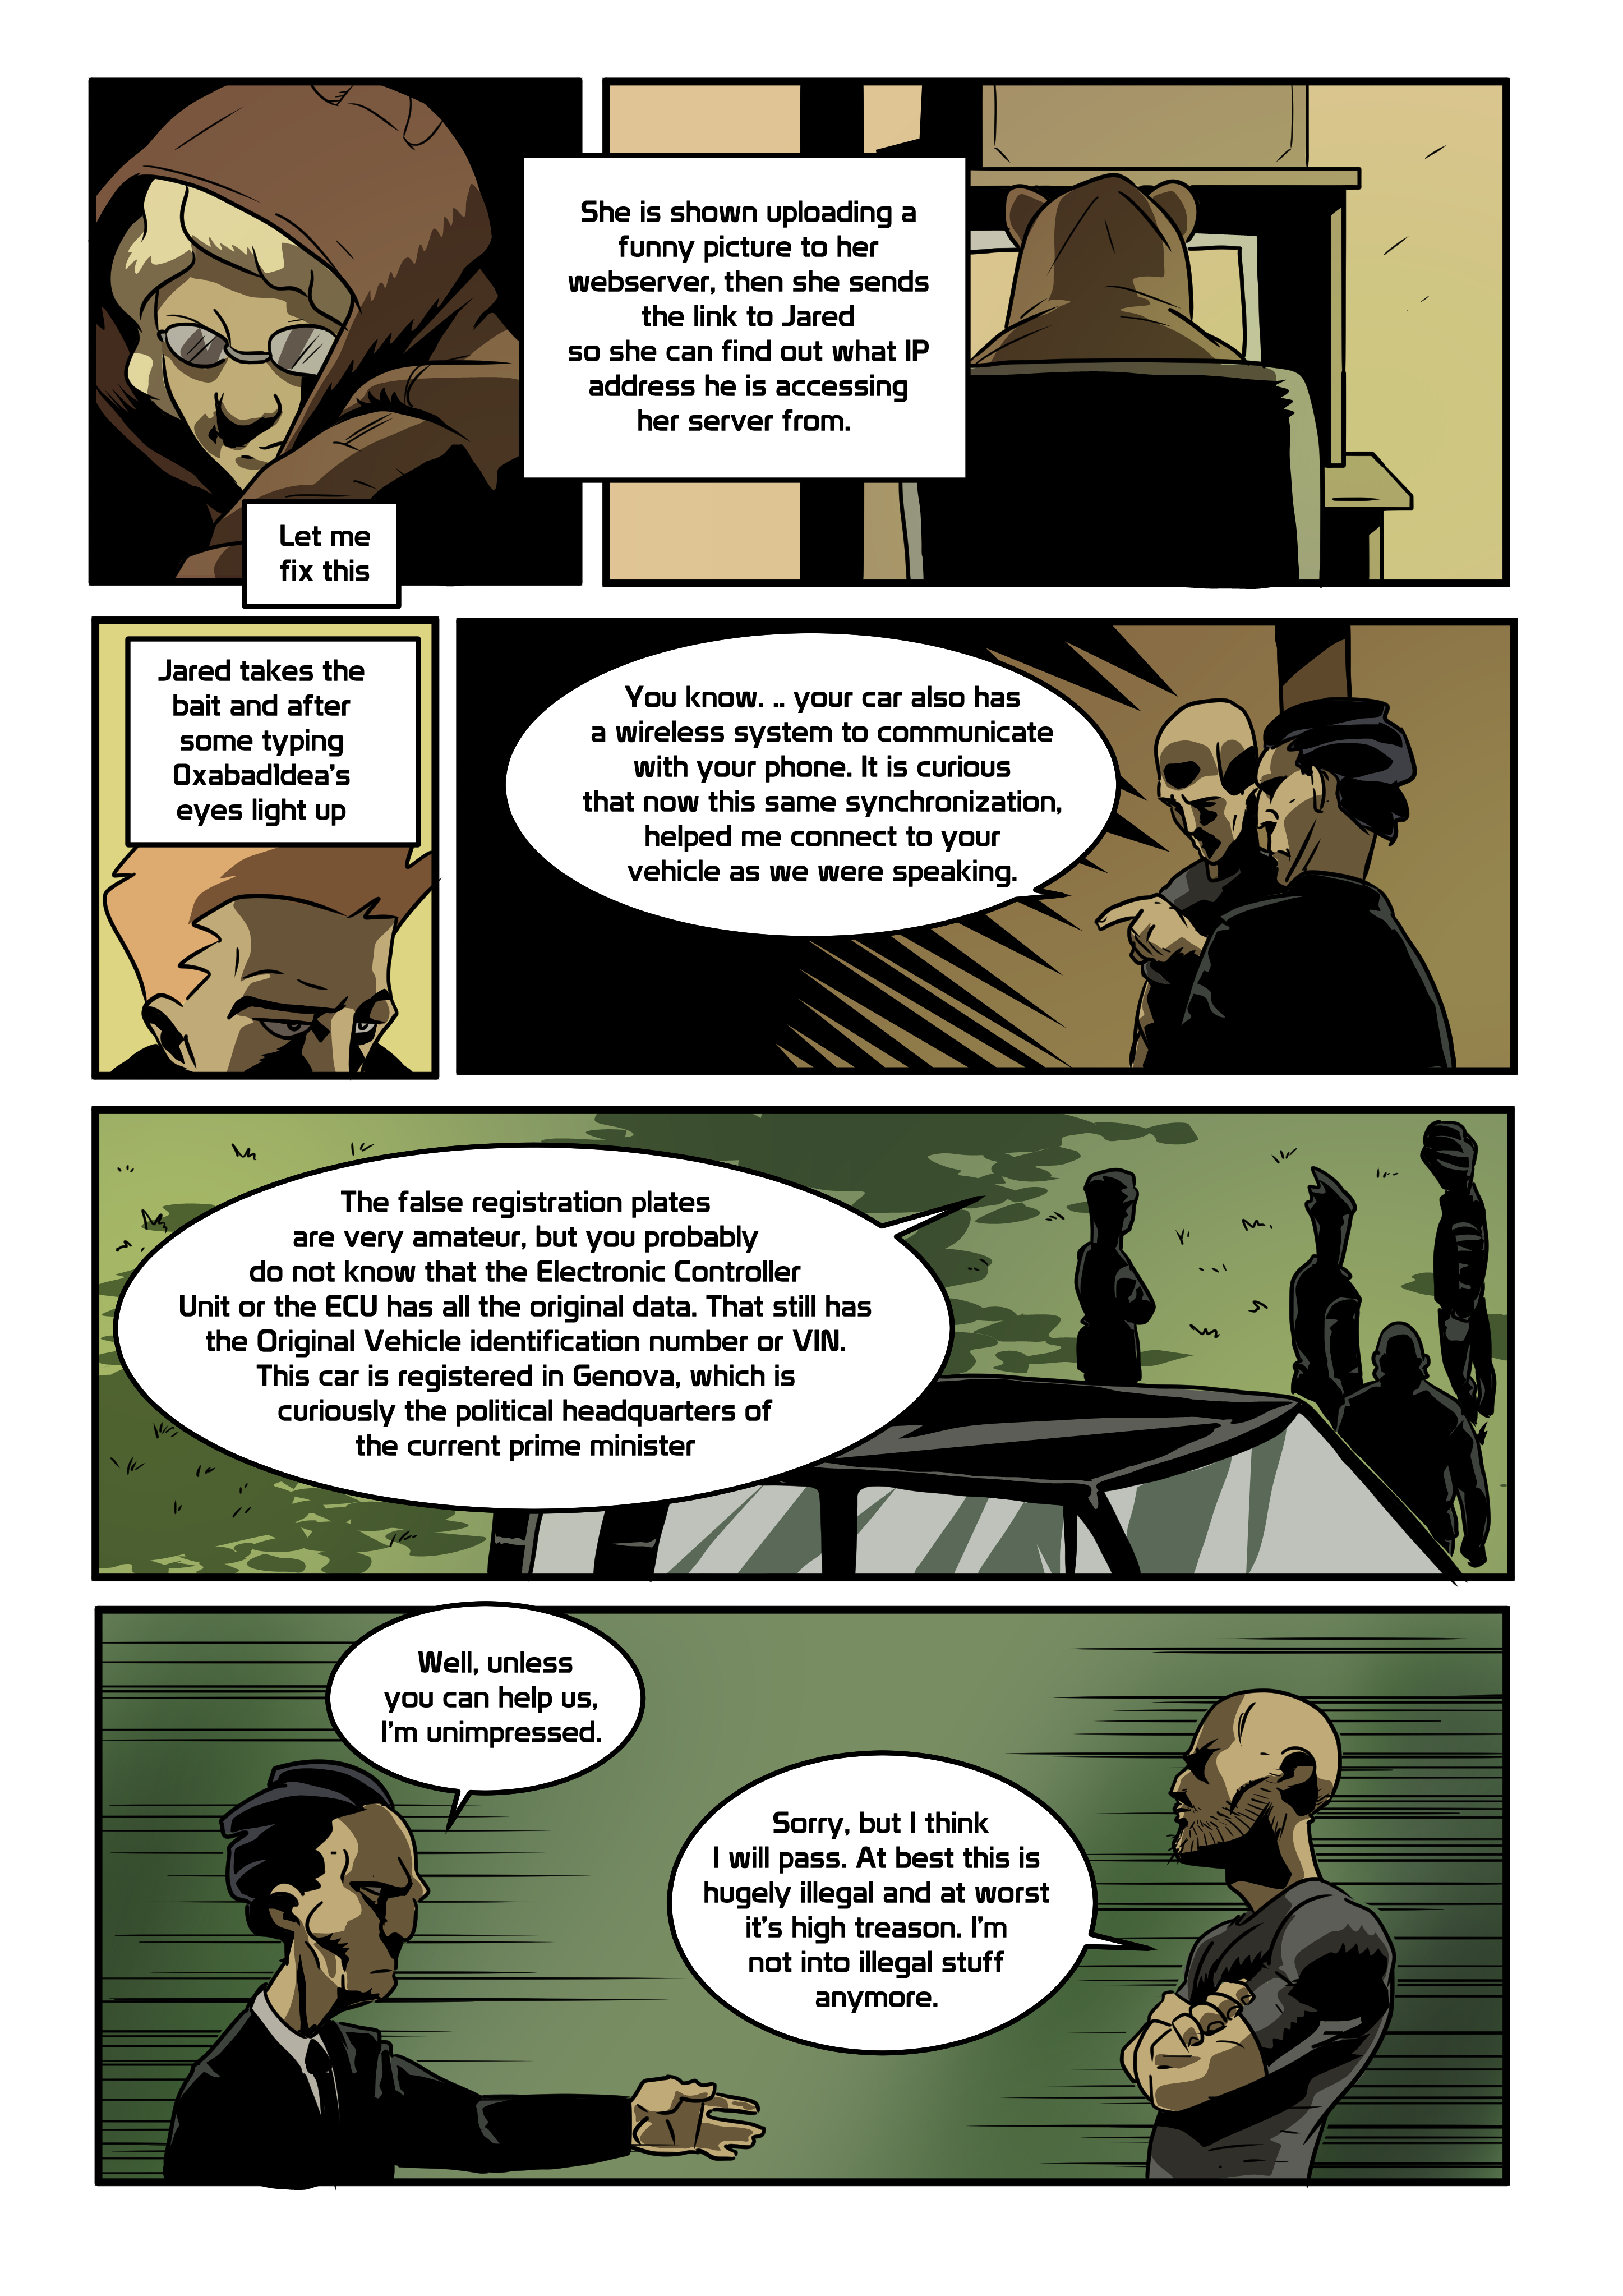 She is shown uploading a
funny picture to her
webserver, then she sends
the link to Jared
so she can find out what IP
address he is accessing
her server from.
Let me
fix this
Jared takes the
bait and after
some typing
0xabad1dea's
eyes light up
You know. .. your car also has
a wireless system to communicate
with your phone. It is curious
that now this same synchronization,
helped me connect to your
vehicle as we were speaking.
The false registration plates
are very amateur, but you probably
do not know that the Electronic Controller
Unit or the ECU has all the original data. That still has
the Original Vehicle identification number or VIN.
This car is registered in Genova, which is
curiously the political headquarters of
the current prime minister
Well, unless
you can help us,
I'm unimpressed.
Sorry, but I think
I will pass. At best this is
hugely illegal and at worst
it's high treason. I'm
not into illegal stuff
anymore.